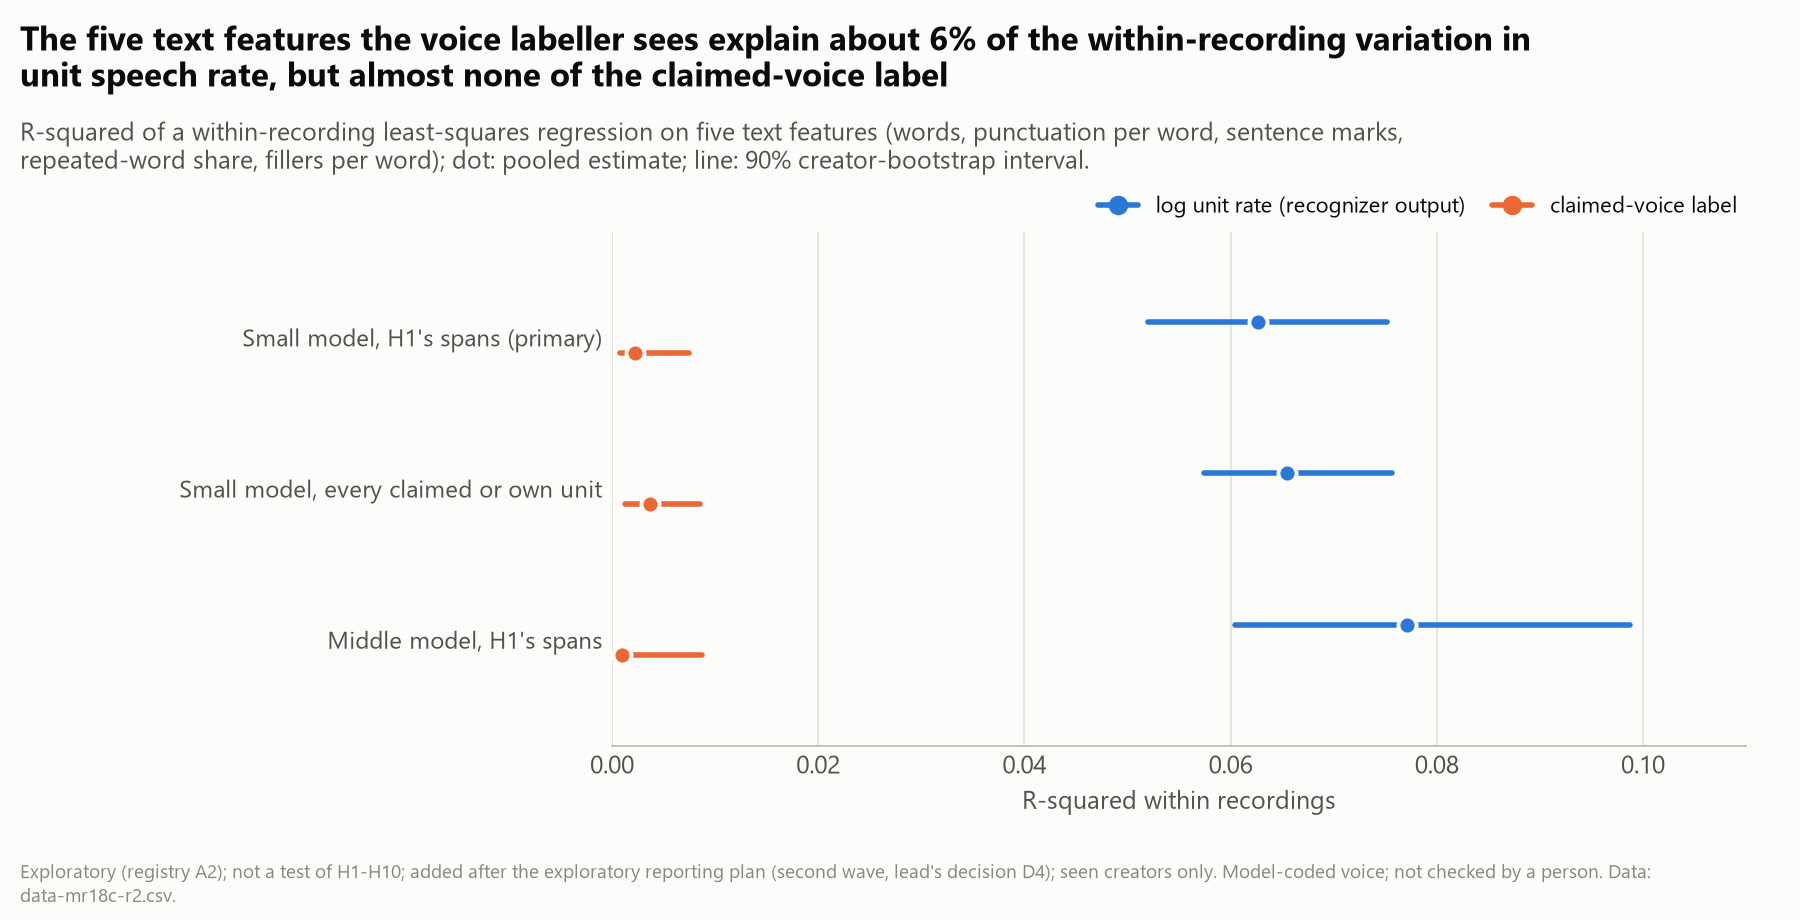 The five text features the voice labeller sees explain about 6% of the within-recording variation in
unit speech rate, but almost none of the claimed-voice label
R-squared of a within-recording least-squares regression on five text features (words, punctuation per word, sentence marks,
repeated-word share, fillers per word); dot: pooled estimate; line: 90% creator-bootstrap interval.
log unit rate (recognizer output) claimed-voice label
Small model, H1's spans (primary)
Small model, every claimed or own unit
Middle model, H1's spans
0.00 0.02 0.04 0.06 0.08 0.10
R-squared within recordings
Exploratory (registry A2); not a test of H1-H10; added after the exploratory reporting plan (second wave, lead's decision D4); seen creators only. Model-coded voice; not checked by a person. Data:
data-mr18c-r2.csv.